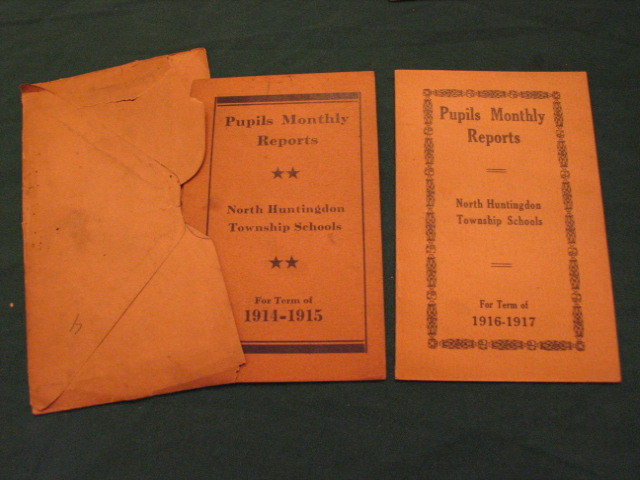 Pupils Monthly
Reports
North Huntingdon
Township Schools
For Term of
1914-1915
Pupils Monthly
Reports
North Huntingdon
Township Schools
For Term of
1916-1917